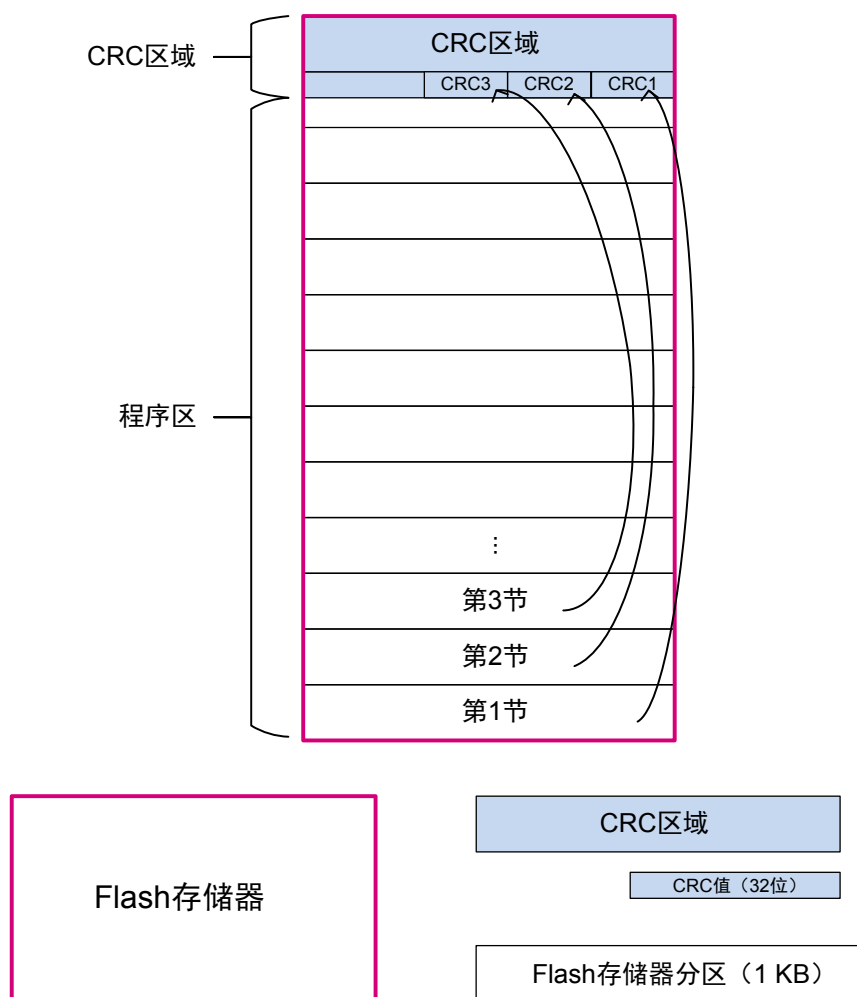 CRC区域
CRC区域
CRC3 CRC2 CRC1
程序区
⋮
第3节
第2节
第1节
CRC区域
CRC值（32位）
Flash存储器
Flash存储器分区（1 KB）